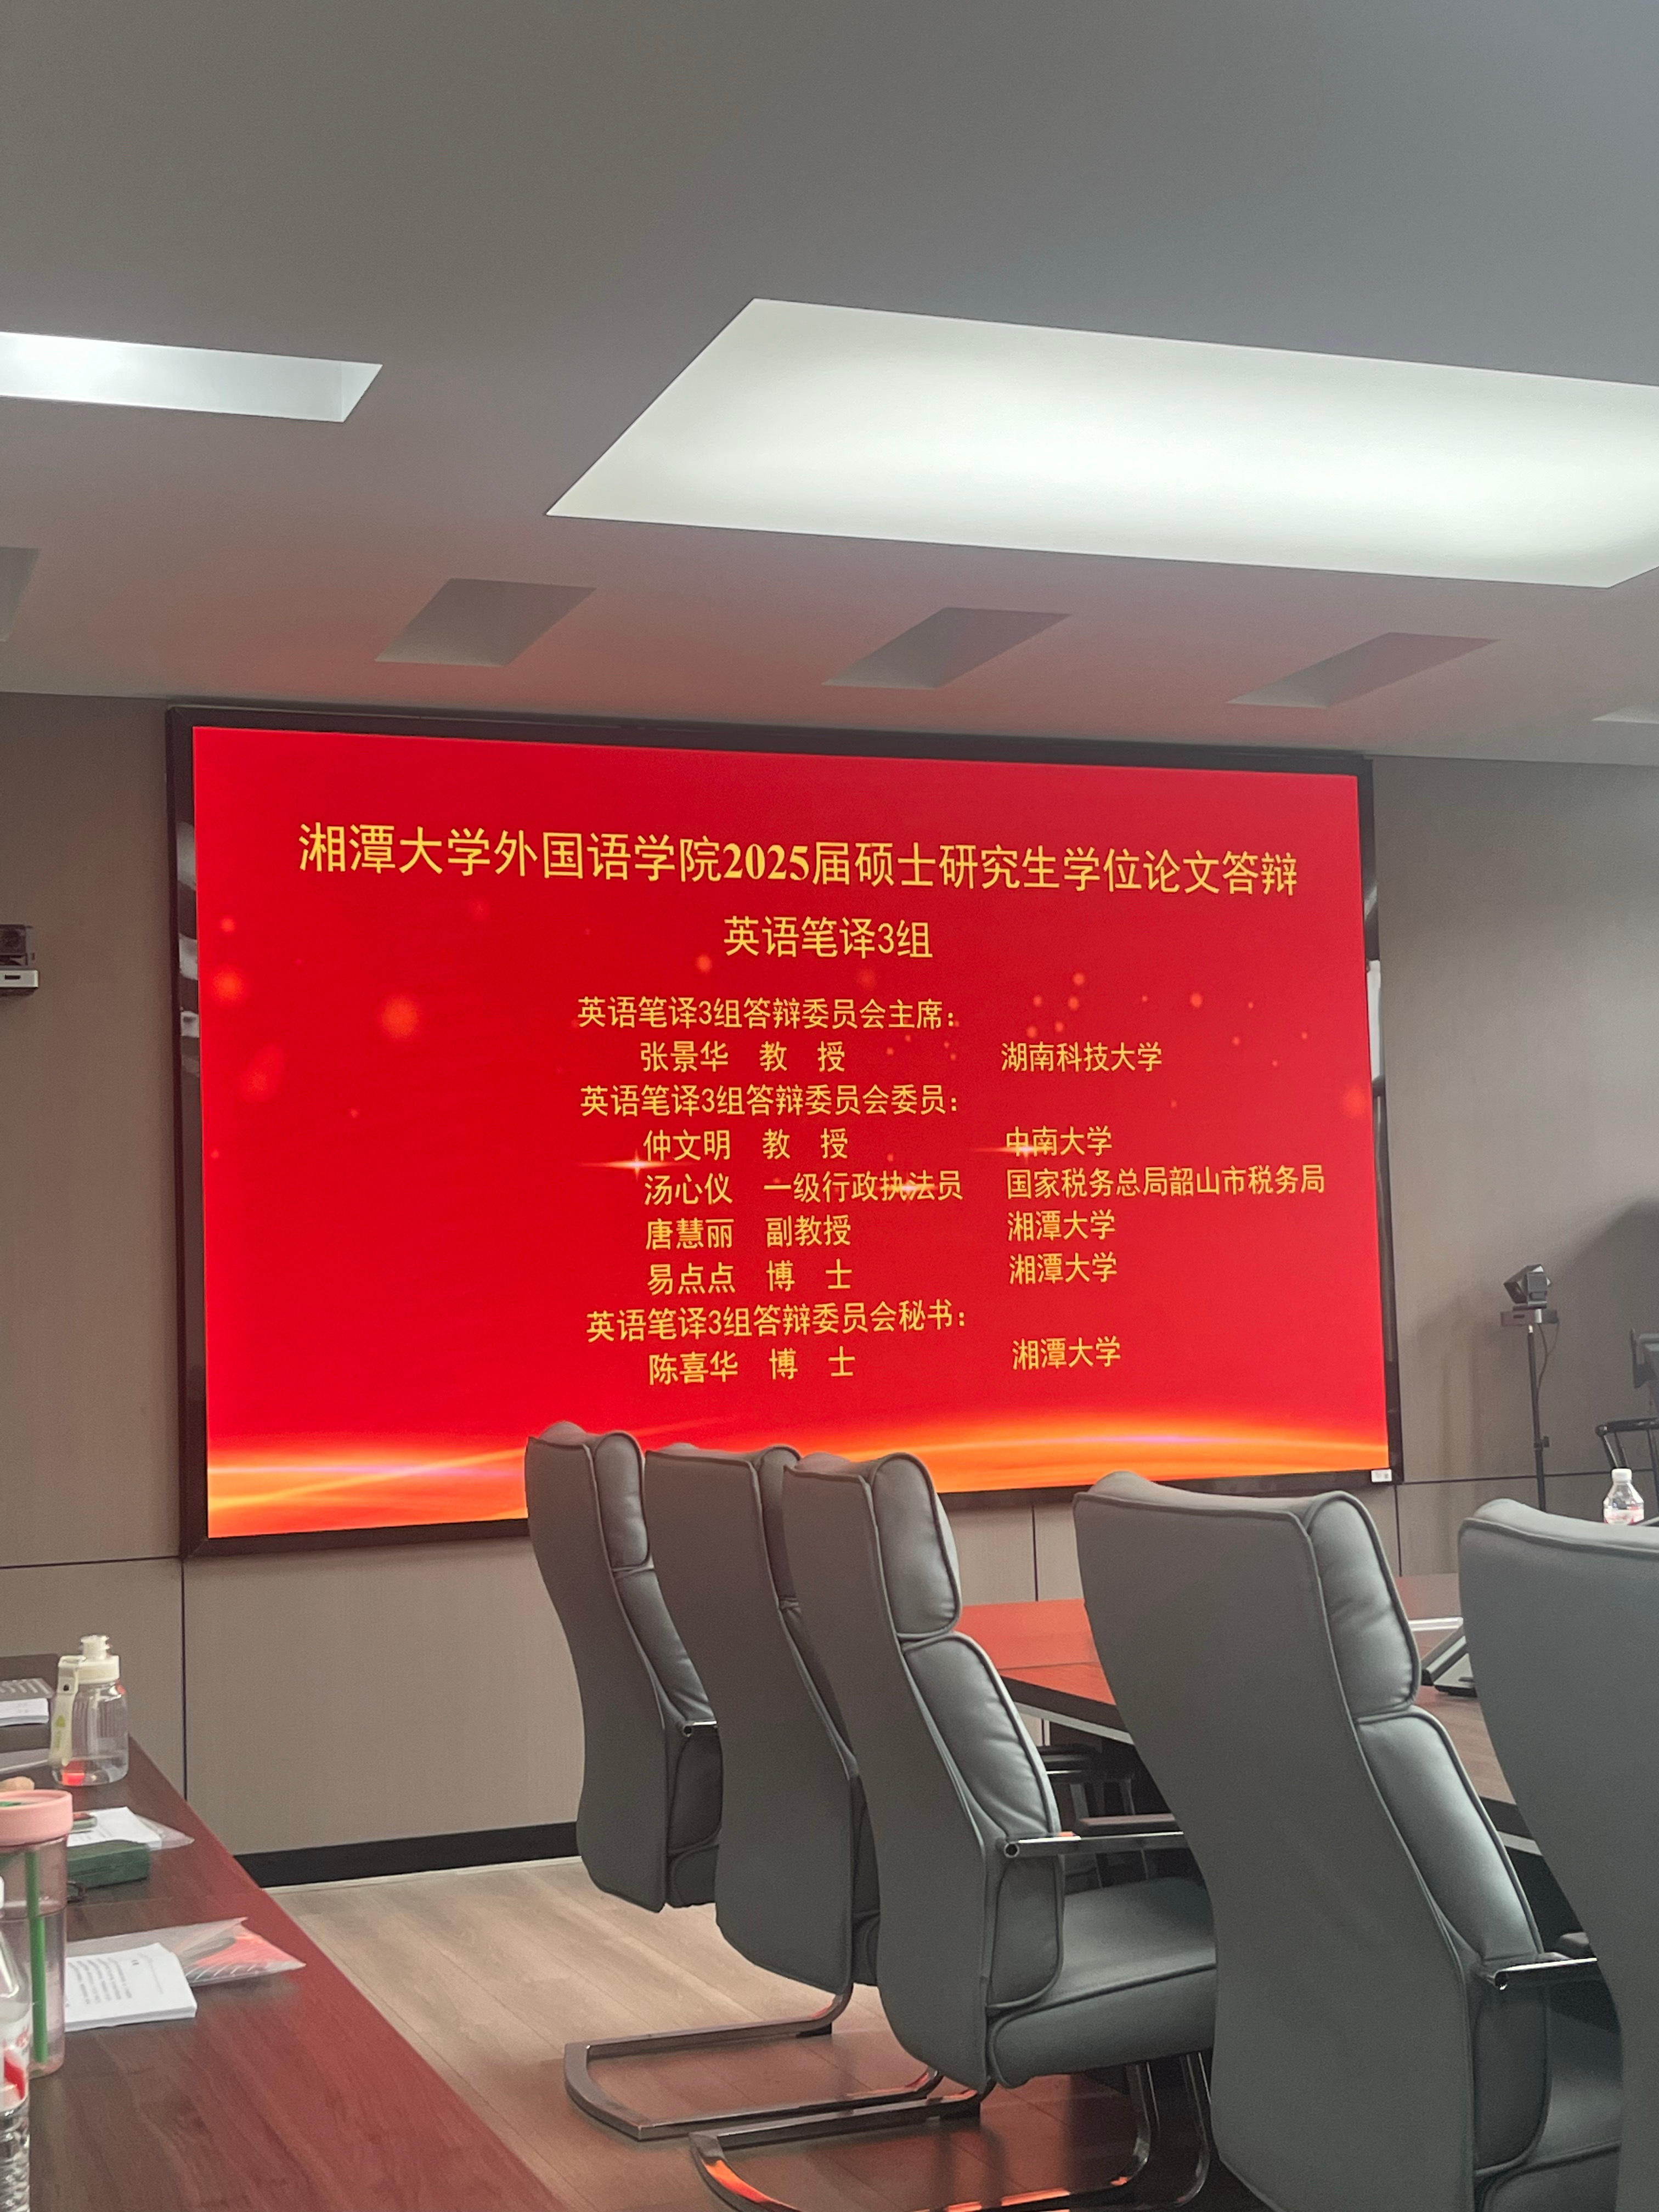 湘潭大学外国语学院2025届硕士研究生学位论文答辩
英语笔译3组
英语笔译3组答辩委员会主席：
张景华 教 授 湖南科技大学
英语笔译3组答辩委员会委员：
仲文明 教 授 中南大学
汤心仪 一级行政执法员 国家税务总局韶山市税务局
唐慧丽 副教授 湘潭大学
易点点 博 士 湘潭大学
英语笔译3组答辩委员会秘书：
陈喜华 博 士 湘潭大学